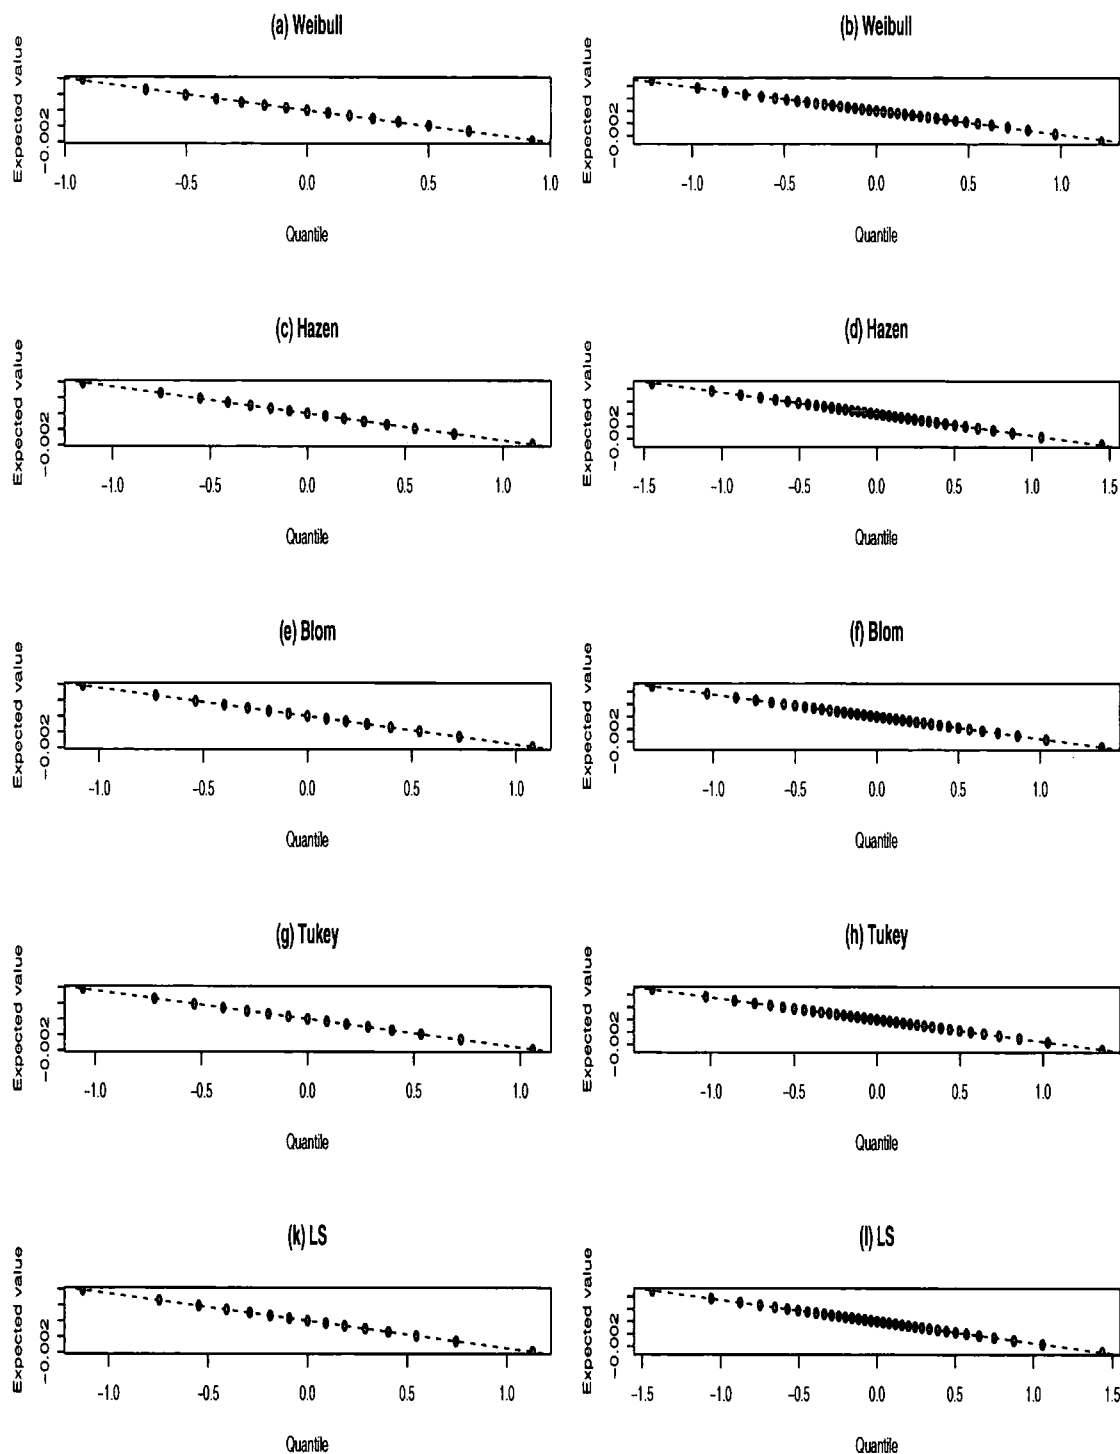 (a) Weibull
Expected value
-0.002
-1.0 -0.5 0.0 0.5 1.0
Quantile
(b) Weibull
Expected value
-0.002
-1.0 -0.5 0.0 0.5 1.0
Quantile
(c) Hazen
Expected value
-0.002
-1.0 -0.5 0.0 0.5 1.0
Quantile
(d) Hazen
Expected value
-0.002
-1.5 -1.0 -0.5 0.0 0.5 1.0 1.5
Quantile
(e) Blom
Expected value
-0.002
-1.0 -0.5 0.0 0.5 1.0
Quantile
(f) Blom
Expected value
-0.002
-1.0 -0.5 0.0 0.5 1.0
Quantile
(g) Tukey
Expected value
-0.002
-1.0 -0.5 0.0 0.5 1.0
Quantile
(h) Tukey
Expected value
-0.002
-1.0 -0.5 0.0 0.5 1.0
Quantile
(k) LS
Expected value
-0.002
-1.0 -0.5 0.0 0.5 1.0
Quantile
(l) LS
Expected value
-0.002
-1.5 -1.0 -0.5 0.0 0.5 1.0 1.5
Quantile